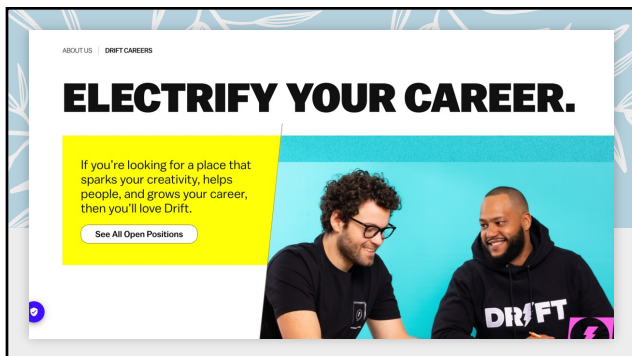 ABOUT US | DRIFT CAREERS
ELECTRIFY YOUR CAREER.
If you're looking for a place that
sparks your creativity, helps
people, and grows your career,
then you'll love Drift.
See All Open Positions
DRIFT